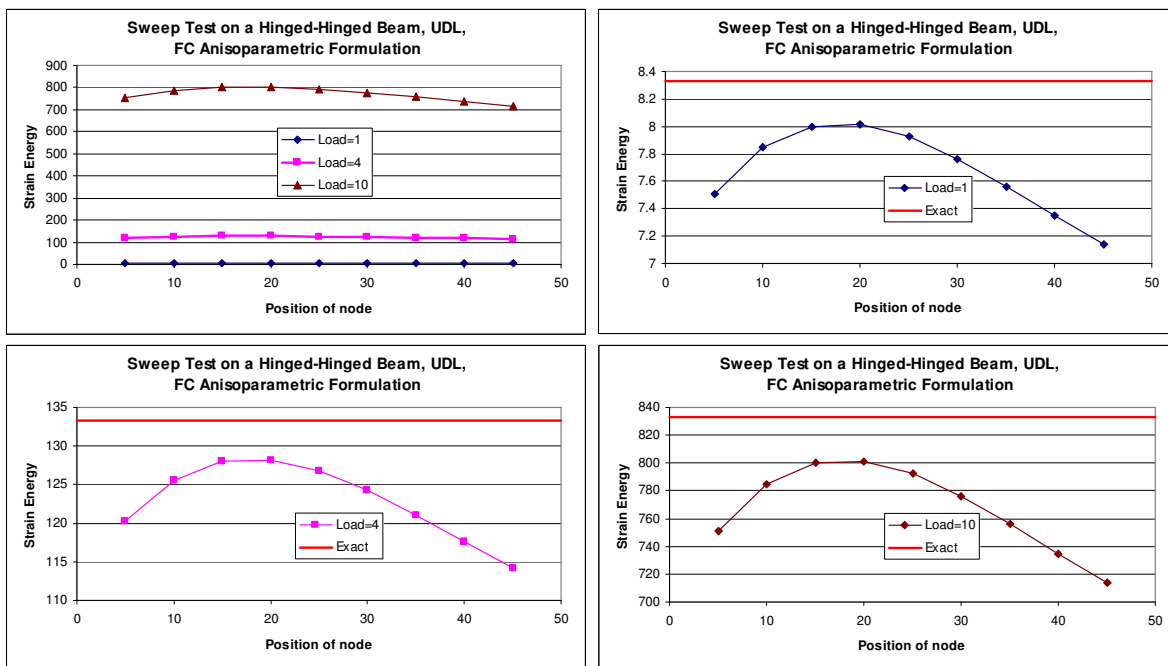 Sweep Test on a Hinged-Hinged Beam, UDL,
FC Anisoparametric Formulation
Strain Energy
900
800
700
600
500
400
300
200
100
0
Load=1
Load=4
Load=10
0 10 20 30 40 50
Position of node
Sweep Test on a Hinged-Hinged Beam, UDL,
FC Anisoparametric Formulation
Strain Energy
8.4
8.2
8
7.8
7.6
7.4
7.2
7
Load=1
Exact
0 10 20 30 40 50
Position of node
Sweep Test on a Hinged-Hinged Beam, UDL,
FC Anisoparametric Formulation
Strain Energy
135
130
125
120
115
110
Load=4
Exact
0 10 20 30 40 50
Position of node
Sweep Test on a Hinged-Hinged Beam, UDL,
FC Anisoparametric Formulation
Strain Energy
840
820
800
780
760
740
720
700
Load=10
Exact
0 10 20 30 40 50
Position of node